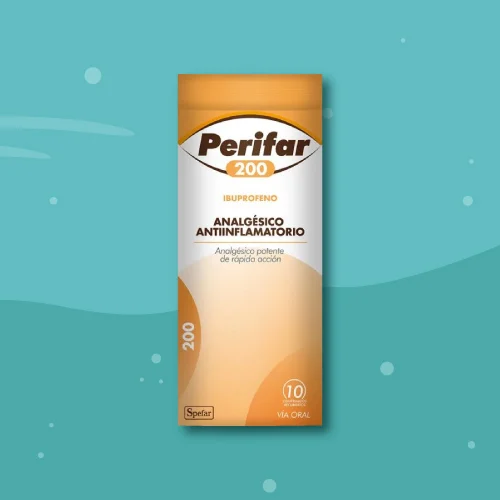 Perifar
200
IBUPROFENO
ANALGÉSICO
ANTIINFLAMATORIO
Analgésico potente
de rápida acción
200
10
Spefar
VÍA ORAL